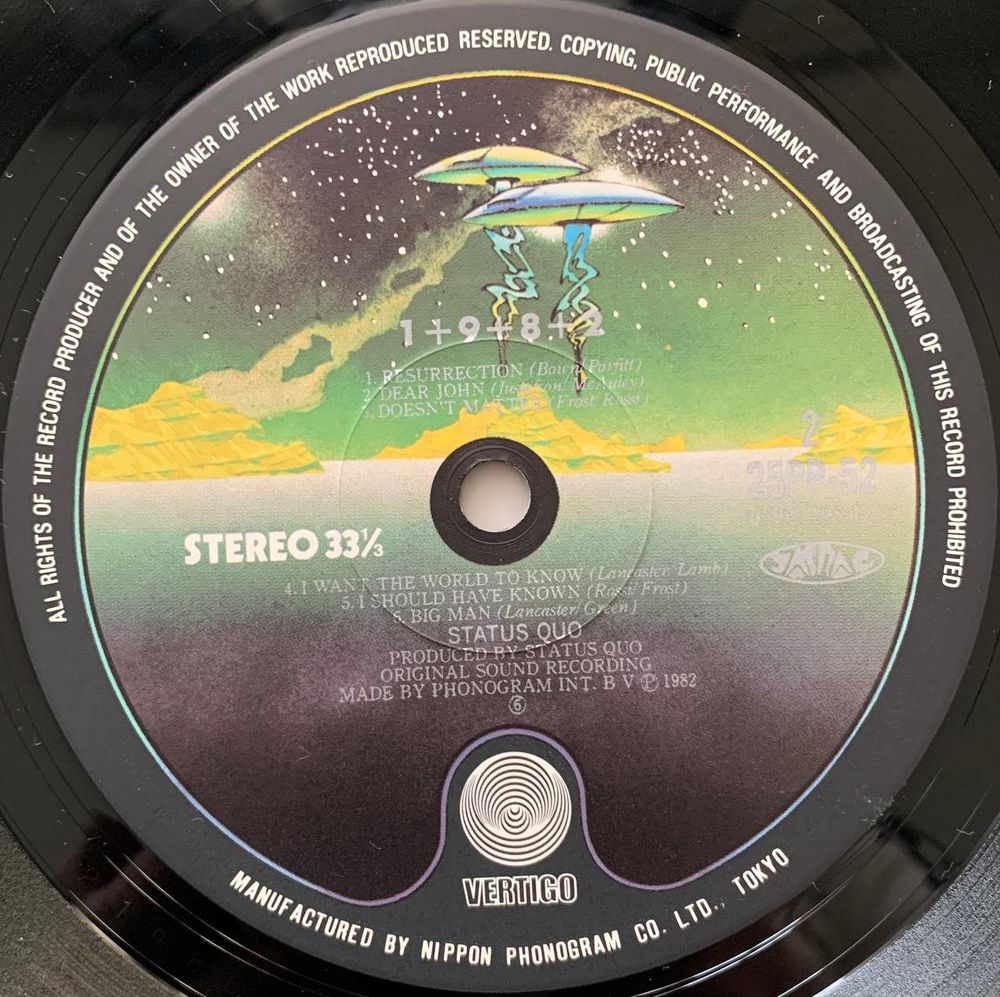 ALL RIGHTS OF THE RECORD PRODUCER AND OF THE OWNER OF THE WORK REPRODUCED RESERVED. COPYING, PUBLIC PERFORMANCE AND BROADCASTING OF THIS RECORD PROHIBITED
1+9+8+2
1. RESURRECTION (Bown/Parfitt)
2. DEAR JOHN (Gustafson/McAuley)
3. DOESN'T MATTER (Frost/Rossi)
2
25PP-52
STEREO 33⅓
4. I WANT THE WORLD TO KNOW (Lancaster/Lamb)
5. I SHOULD HAVE KNOWN (Rossi/Frost)
6. BIG MAN (Lancaster/Green)
STATUS QUO
PRODUCED BY STATUS QUO
ORIGINAL SOUND RECORDING
MADE BY PHONOGRAM INT. B V Ⓟ 1982
⑥
VERTIGO
MANUFACTURED BY NIPPON PHONOGRAM CO. LTD., TOKYO